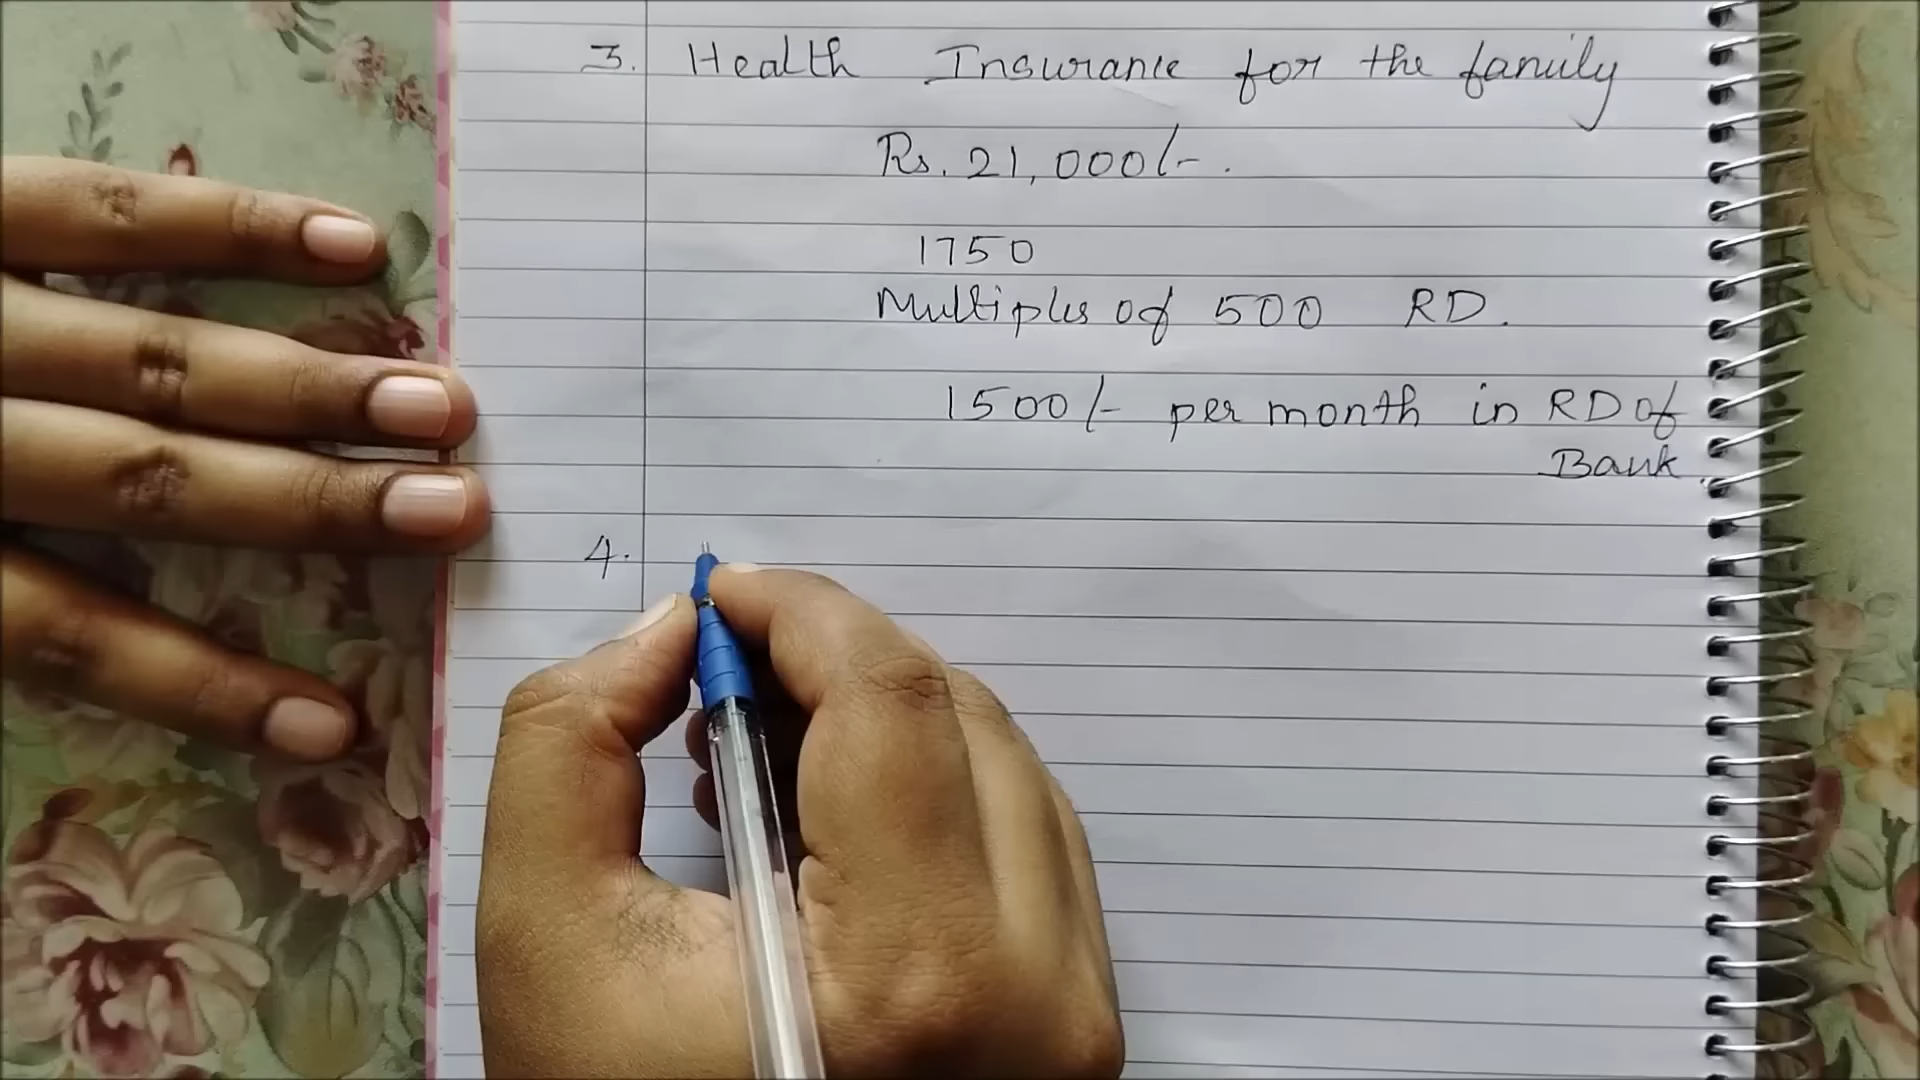 3. Health Insurance for the family
Rs. 21,000/-.
1750
Multiples of 500 RD.
1500/- per month in RD of
Bank.
4.